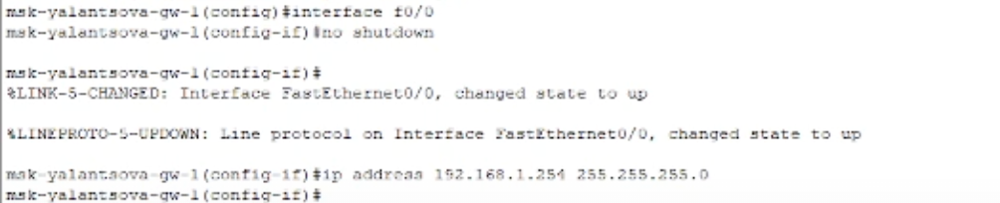 msk-yalantsova-gw-1(config)#interface f0/0
msk-yalantsova-gw-1(config-if)#no shutdown
msk-yalantsova-gw-1(config-if)#
%LINK-5-CHANGED: Interface FastEthernet0/0, changed state to up
%LINEPROTO-5-UPDOWN: Line protocol on Interface FastEthernet0/0, changed state to up
msk-yalantsova-gw-1(config-if)#ip address 192.168.1.254 255.255.255.0
msk-yalantsova-gw-1(config-if)#